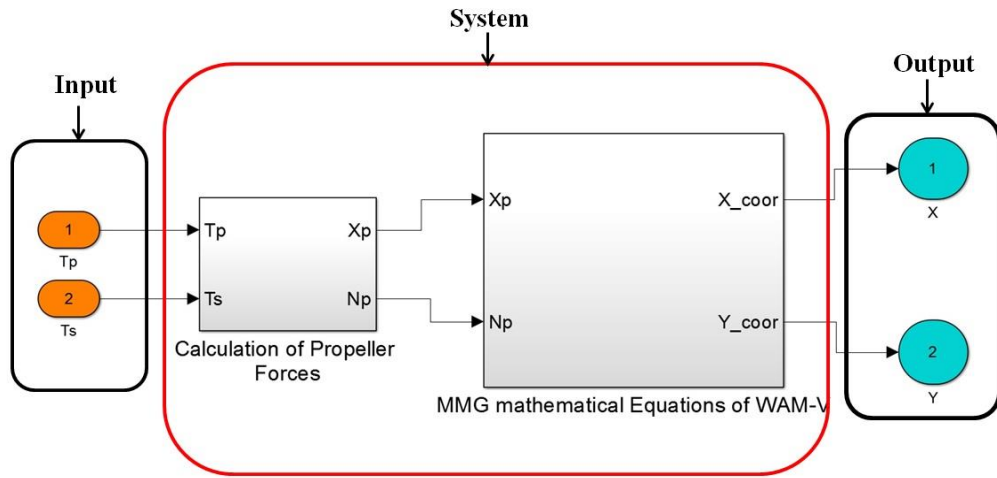 System
Input
Output
1
Tp
2
Ts
Tp
Ts
Xp
Np
Calculation of Propeller
Forces
Xp
Np
X_coor
Y_coor
MMG mathematical Equations of WAM-V
1
X
2
Y